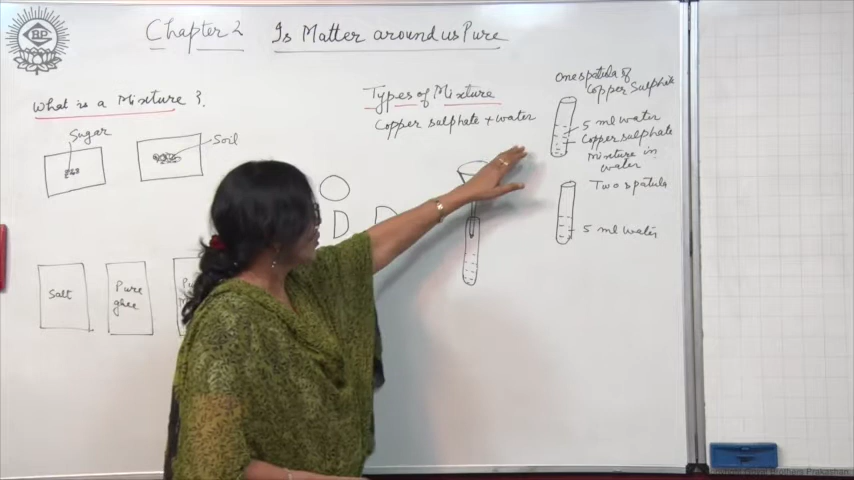 Chapter 2 Is Matter around us Pure
What is a Mixture ?
Sugar
Soil
Salt
Pure
ghee
Pu
Types of Mixture
Copper sulphate + water
One spatula of
Copper Sulphate
5 ml water
Copper sulphate
Mixture in
water
Two spatula
5 ml water